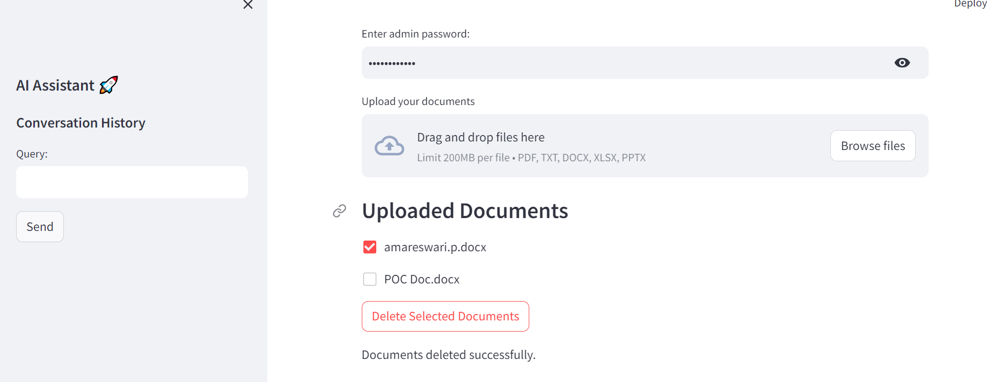 Deploy
AI Assistant 🚀
Conversation History
Query:
Send
Enter admin password:
••••••••••••
Upload your documents
Drag and drop files here
Limit 200MB per file • PDF, TXT, DOCX, XLSX, PPTX
Browse files
Uploaded Documents
amareswari.p.docx
POC Doc.docx
Delete Selected Documents
Documents deleted successfully.